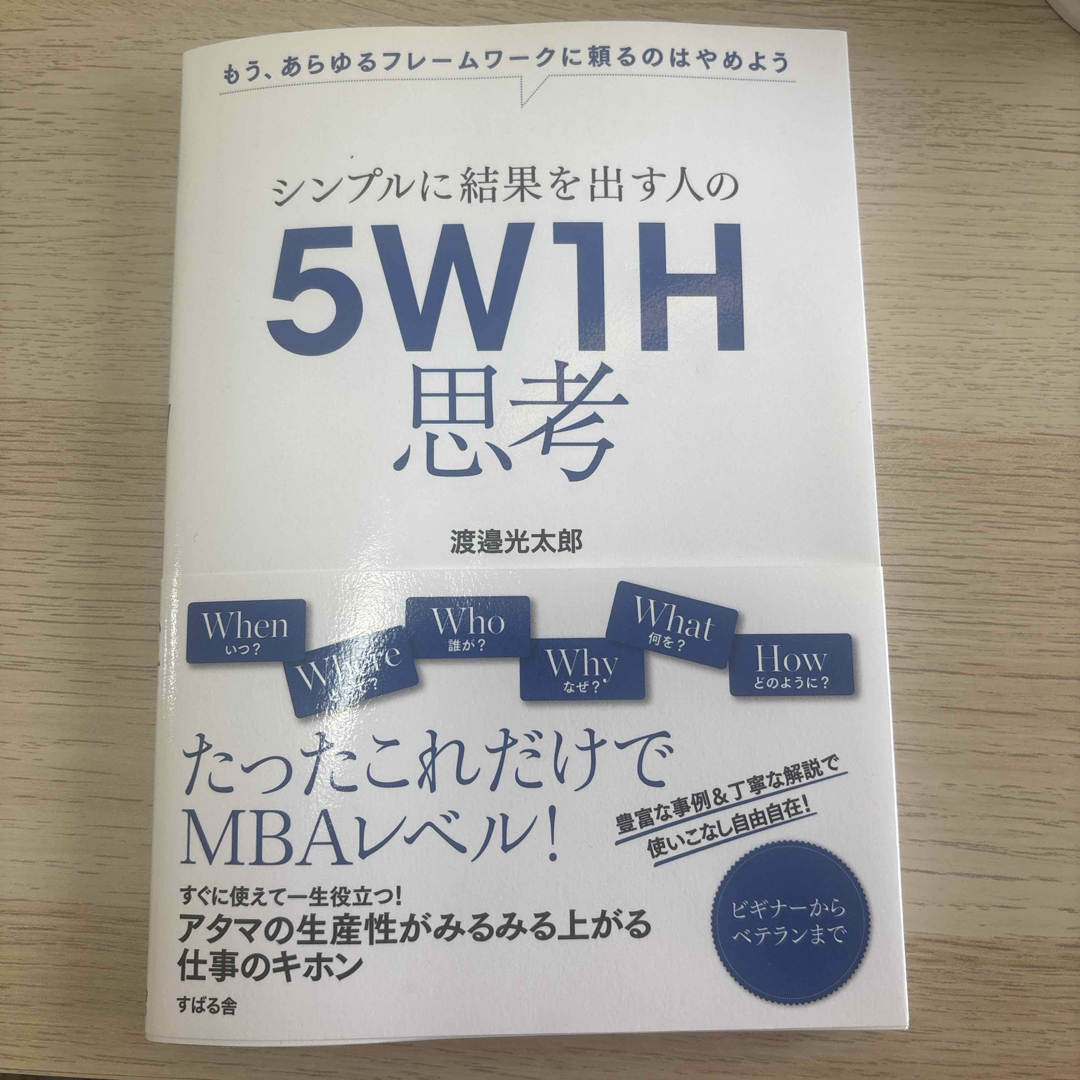 もう、あらゆるフレームワークに頼るのはやめよう
シンプルに結果を出す人の
5W1H
思考
渡邉光太郎
When
いつ?
Where
Who
誰が?
Why
なぜ?
What
何を?
How
どのように?
たったこれだけで
MBAレベル!
豊富な事例&丁寧な解説で
使いこなし自由自在!
すぐに使えて一生役立つ!
アタマの生産性がみるみる上がる
仕事のキホン
ビギナーから
ベテランまで
すばる舎